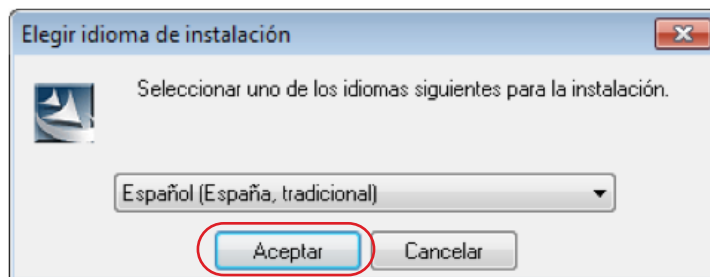 Elegir idioma de instalación
Seleccionar uno de los idiomas siguientes para la instalación.
Español (España, tradicional)
Aceptar Cancelar